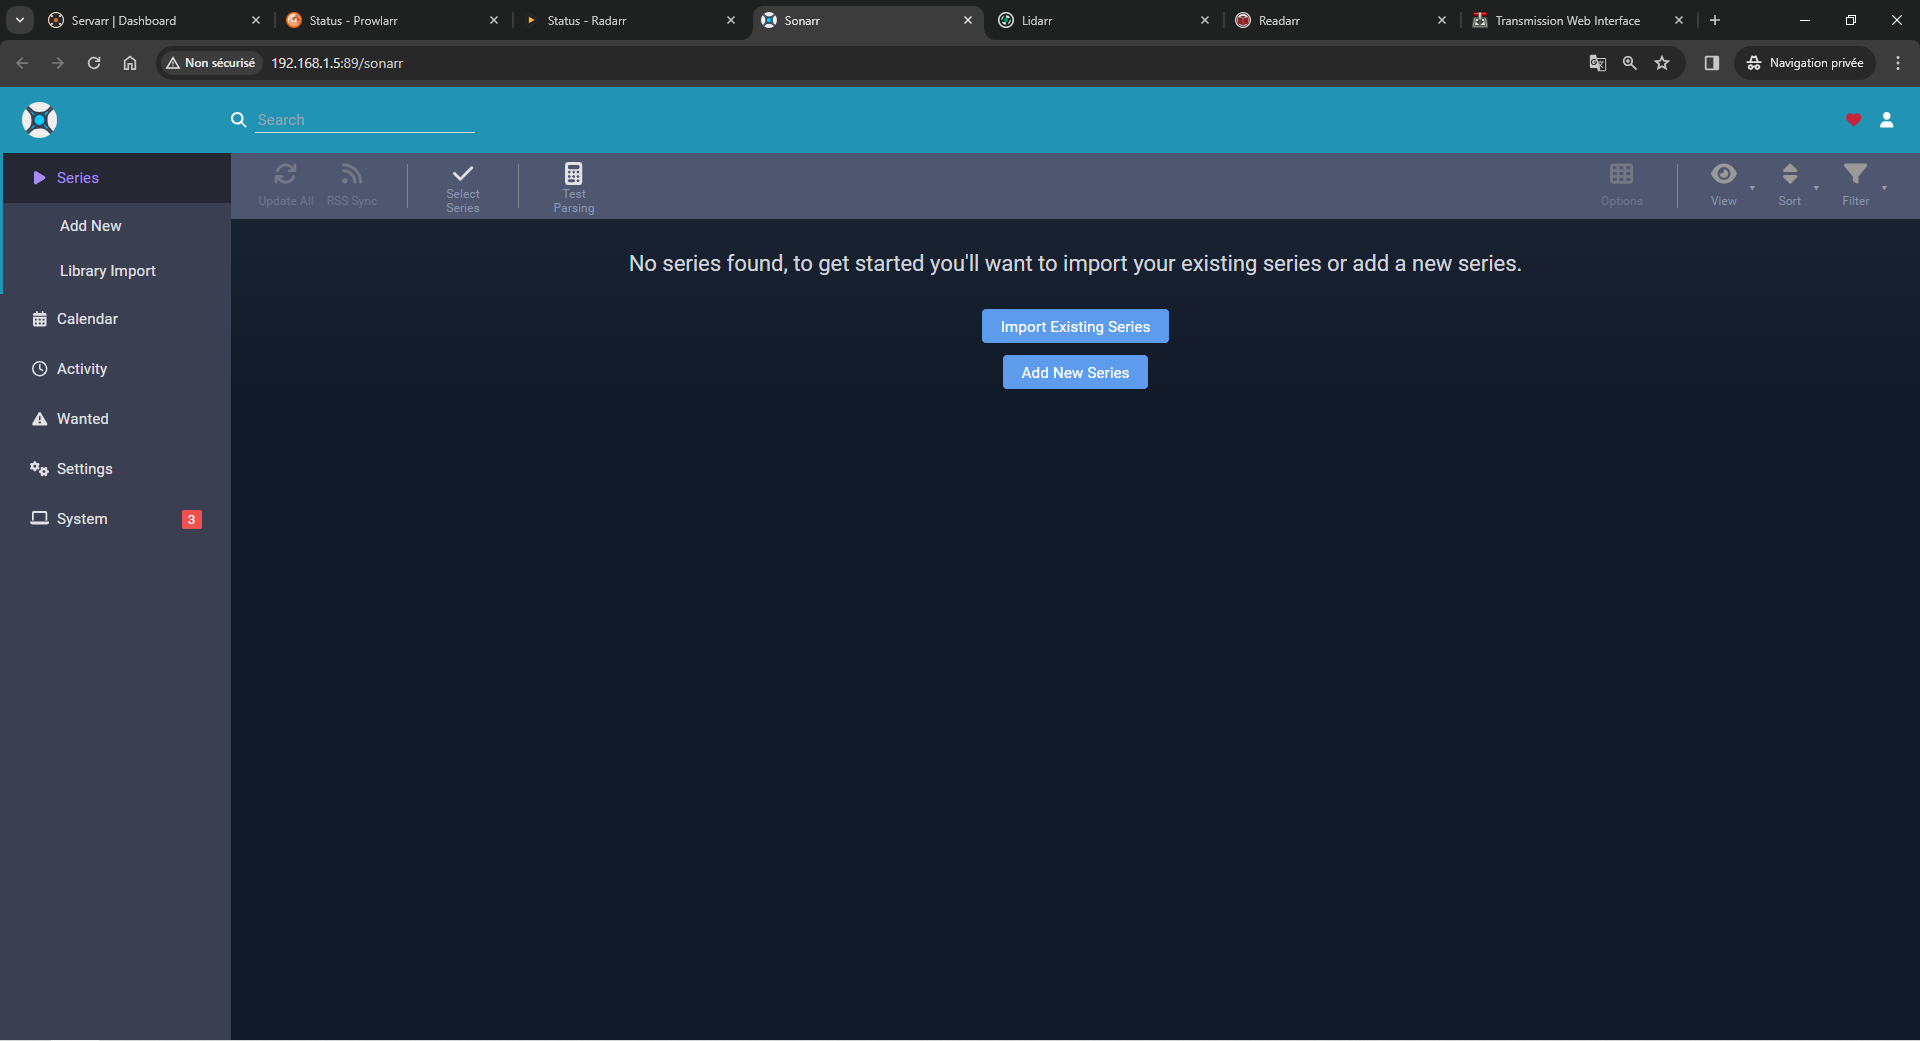 Servarr | Dashboard
Status - Prowlarr
Status - Radarr
Sonarr
Lidarr
Readarr
Transmission Web Interface
Non sécurisé
192.168.1.5:89/sonarr
Navigation privée
Search
Series
Add New
Library Import
Calendar
Activity
Wanted
Settings
System
3
Update All
RSS Sync
Select
Series
Test
Parsing
Options
View
Sort
Filter
No series found, to get started you'll want to import your existing series or add a new series.
Import Existing Series
Add New Series